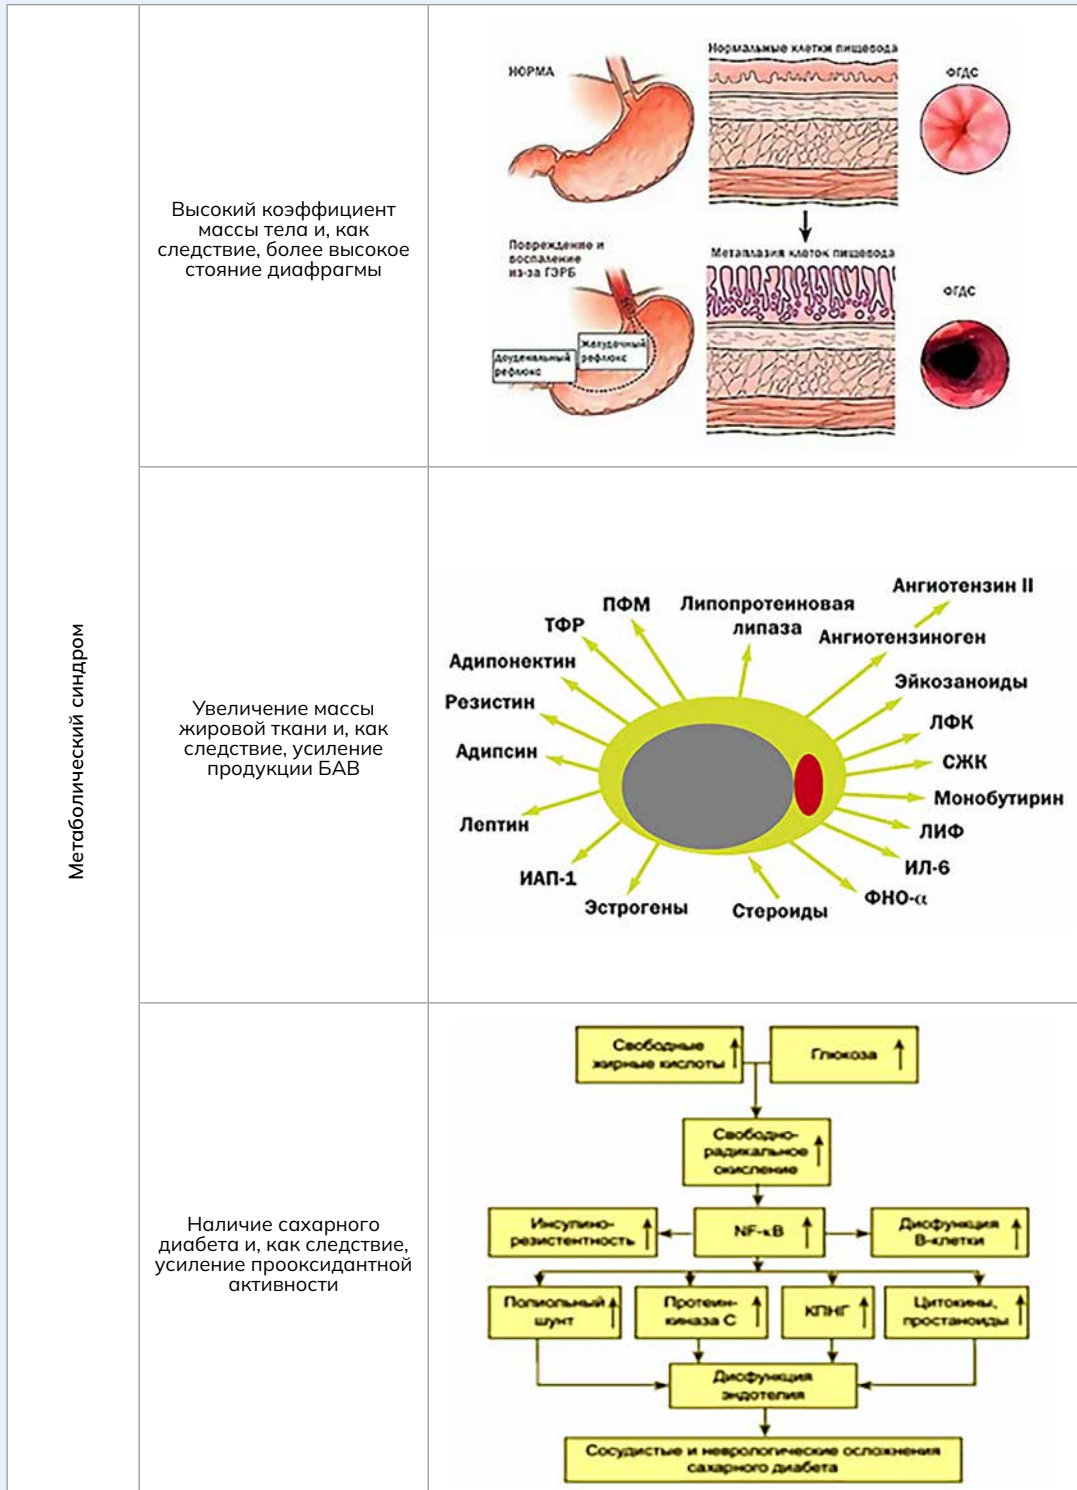 Метаболический синдром
Высокий коэффициент
массы тела и, как
следствие, более высокое
стояние диафрагмы
НОРМА
Нормальные клетки пищевода
ФГДС
Повреждение и
воспаление
из-за ГЭРБ
Желудочный
рефлюкс
Дуоденальный
рефлюкс
Метаплазия клеток пищевода
ФГДС
Увеличение массы
жировой ткани и, как
следствие, усиление
продукции БАВ
ПФМ
ТФР
Адипонектин
Резистин
Адипсин
Лептин
ИАП-1
Эстрогены
Стероиды
Липопротеиновая
липаза
Ангиотензин II
Ангиотензиноген
Эйкозаноиды
ЛФК
СЖК
Монобутирин
ЛИФ
ИЛ-6
ФНО-α
Наличие сахарного
диабета и, как следствие,
усиление прооксидантной
активности
Свободные
жирные кислоты
Глюкоза
Свободно-
радикальное
окисление
Инсулино-
резистентность
NF-κB
Дисфункция
B-клетки
Полиольный
шунт
Протеин-
киназа С
КПНГ
Цитокины,
простаноиды
Дисфункция
эндотелия
Сосудистые и неврологические осложнения
сахарного диабета